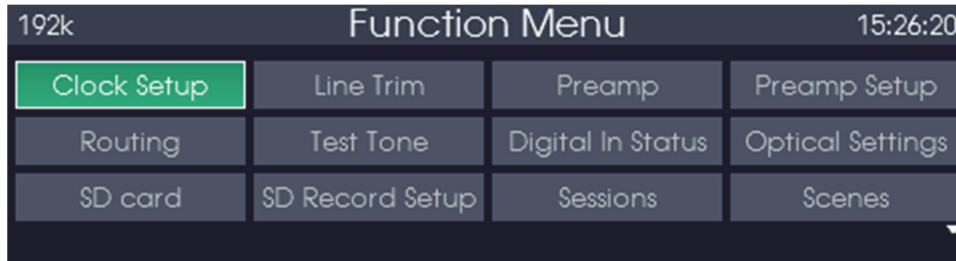 192k Function Menu 15:26:20
Clock Setup Line Trim Preamp Preamp Setup
Routing Test Tone Digital In Status Optical Settings
SD card SD Record Setup Sessions Scenes